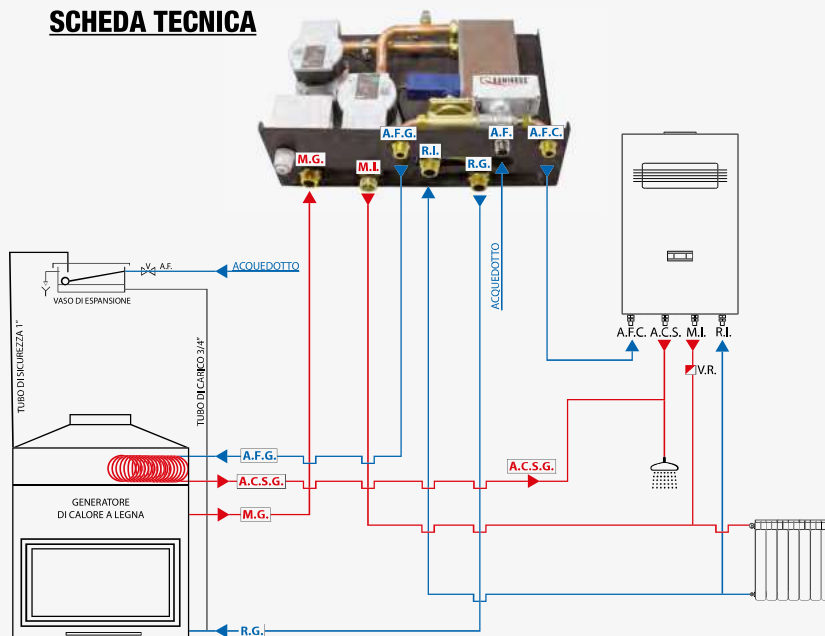 SCHEDA TECNICA
A.F.G.
A.F.
A.F.C.
M.G.
M.I.
R.I.
R.G.
ACQUEDOTTO
V
A.F.
ACQUEDOTTO
VASO DI ESPANSIONE
TUBO DI SICUREZZA 1"
TUBO DI CARICO 3/4"
A.F.C.
A.C.S.
M.I.
R.I.
V.R.
A.F.G.
A.C.S.G.
A.C.S.G.
GENERATORE
DI CALORE A LEGNA
M.G.
R.G.